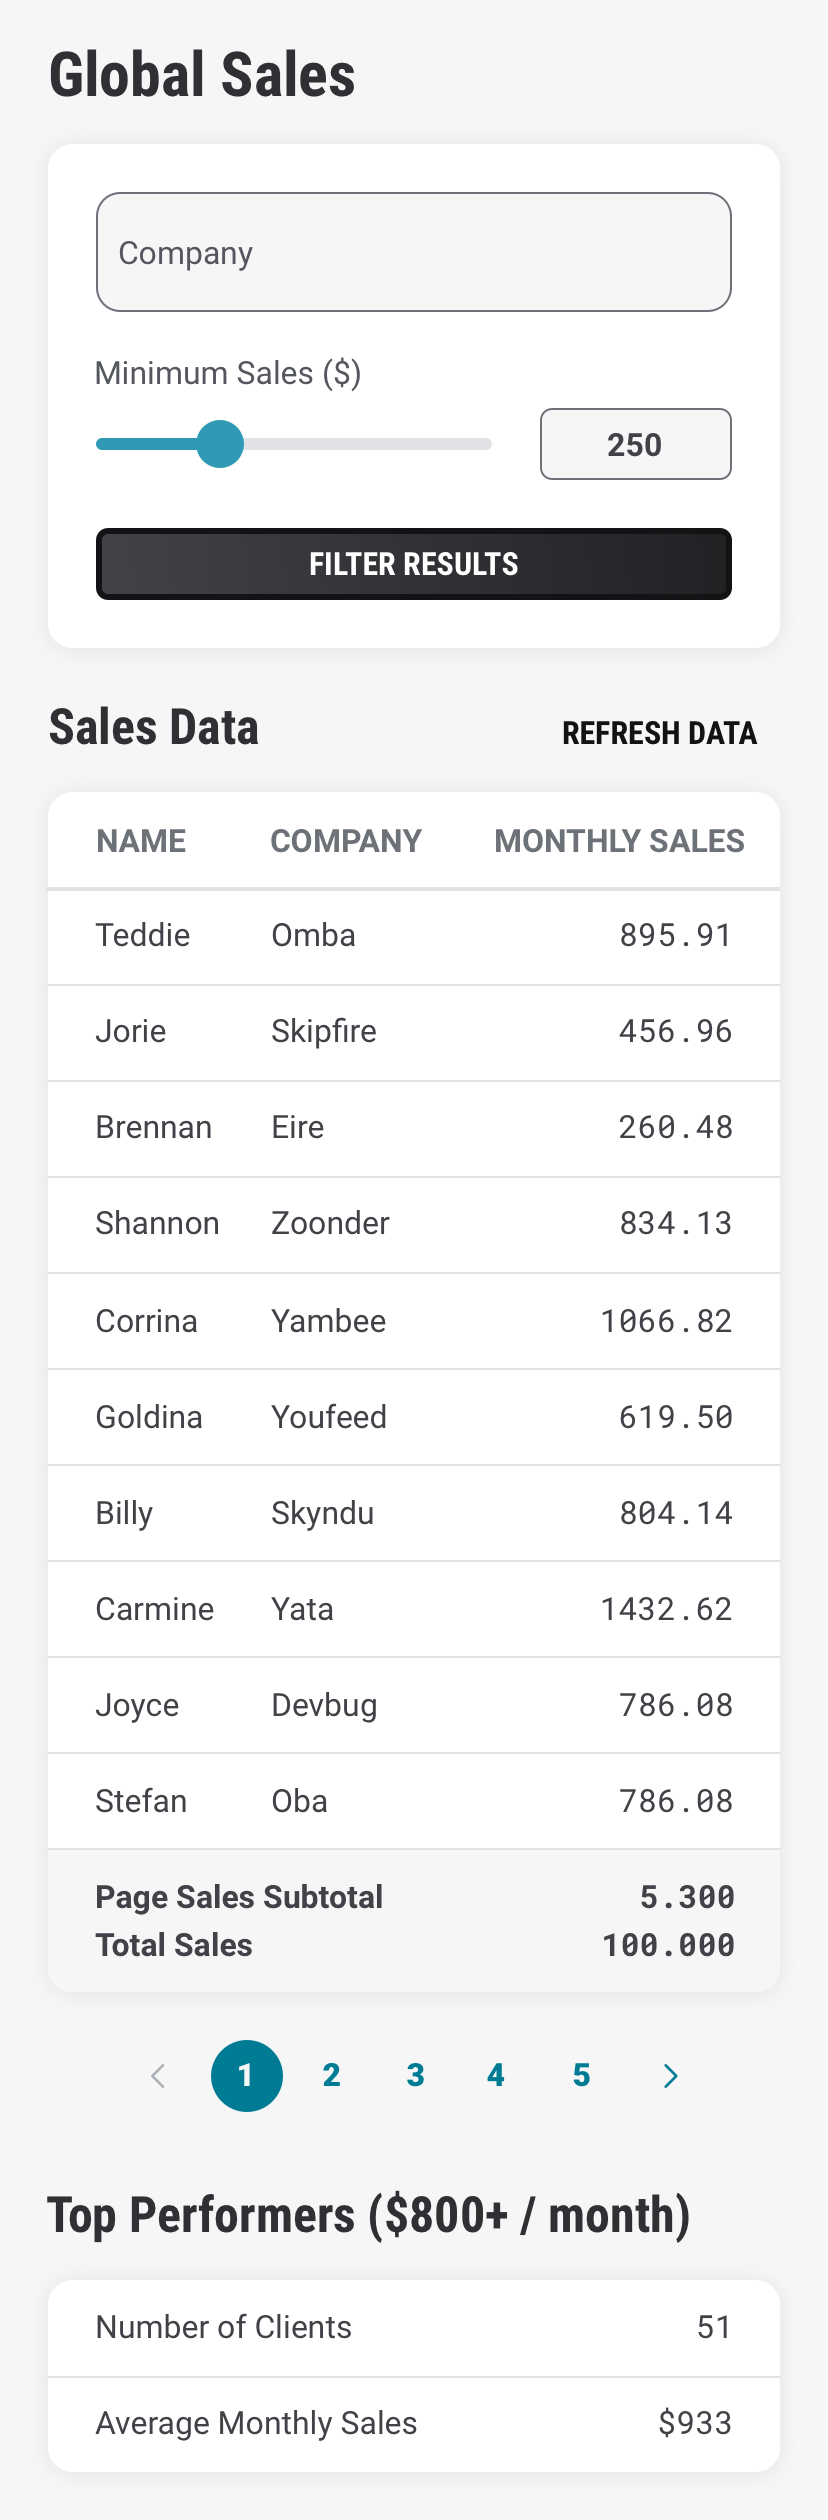 Global Sales
Company
Minimum Sales ($)
250
FILTER RESULTS
Sales Data REFRESH DATA
NAME COMPANY MONTHLY SALES
Teddie Omba 895.91
Jorie Skipfire 456.96
Brennan Eire 260.48
Shannon Zoonder 834.13
Corrina Yambee 1066.82
Goldina Youfeed 619.50
Billy Skyndu 804.14
Carmine Yata 1432.62
Joyce Devbug 786.08
Stefan Oba 786.08
Page Sales Subtotal 5.300
Total Sales 100.000
1 2 3 4 5
Top Performers ($800+ / month)
Number of Clients 51
Average Monthly Sales $933